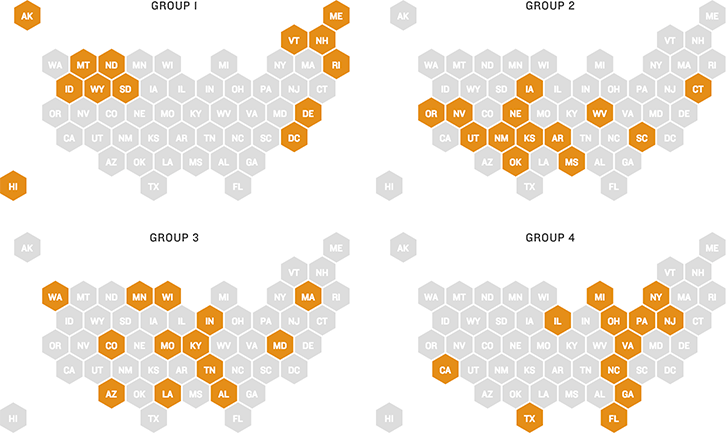 GROUP 1 GROUP 2
AK ME AK ME
VT NH VT NH
WA MT ND MN WI MI NY MA RI WA MT ND MN WI MI NY MA RI
ID WY SD IA IL IN OH PA NJ CT ID WY SD IA IL IN OH PA NJ CT
OR NV CO NE MO KY WV VA MD DE OR NV CO NE MO KY WV VA MD DE
CA UT NM KS AR TN NC SC DC CA UT NM KS AR TN NC SC DC
AZ OK LA MS AL GA AZ OK LA MS AL GA
HI TX FL HI TX FL
GROUP 3 GROUP 4
AK ME AK ME
VT NH VT NH
WA MT ND MN WI MI NY MA RI WA MT ND MN WI MI NY MA RI
ID WY SD IA IL IN OH PA NJ CT ID WY SD IA IL IN OH PA NJ CT
OR NV CO NE MO KY WV VA MD DE OR NV CO NE MO KY WV VA MD DE
CA UT NM KS AR TN NC SC DC CA UT NM KS AR TN NC SC DC
AZ OK LA MS AL GA AZ OK LA MS AL GA
HI TX FL HI TX FL